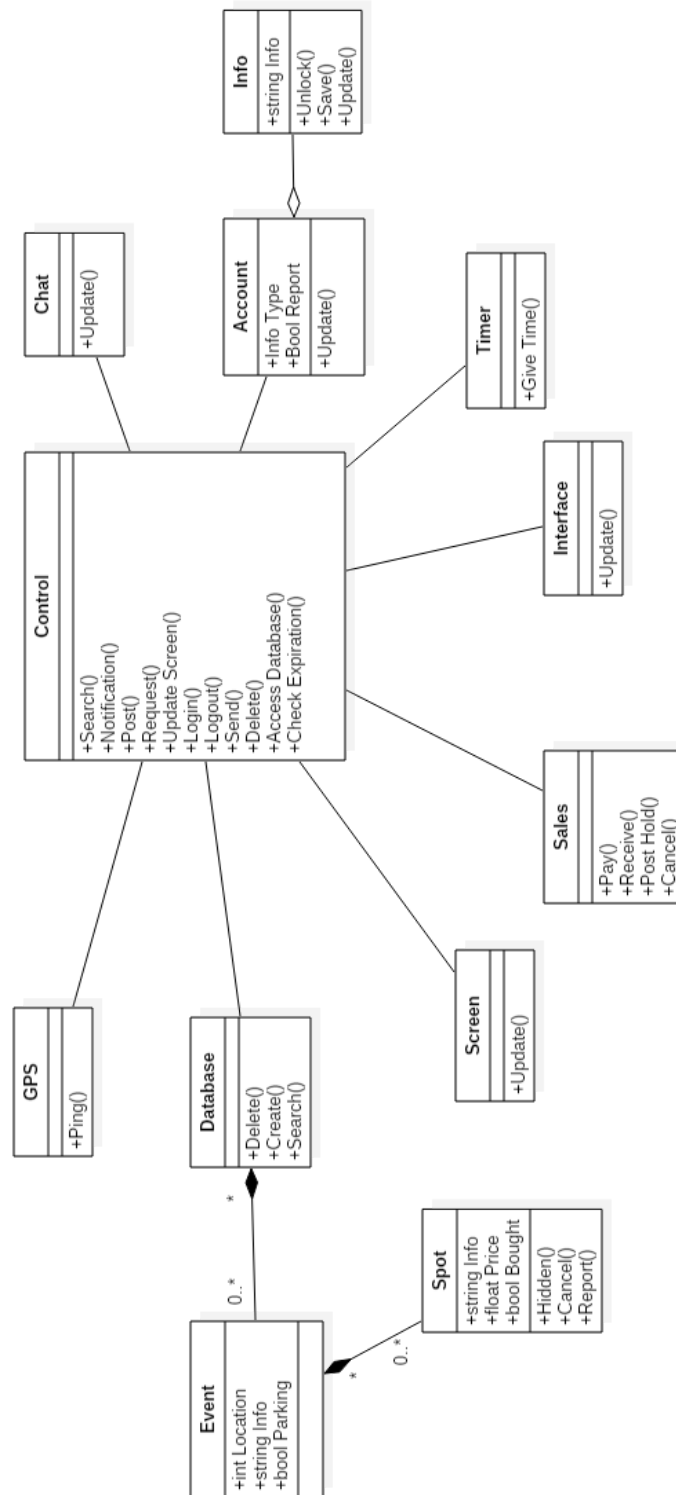 Info
+string Info
+Unlock()
+Save()
+Update()
Chat
+Update()
Account
+Info Type
+Bool Report
+Update()
Timer
+Give Time()
Control
+Search()
+Notification()
+Post()
+Request()
+Update Screen()
+Login()
+Logout()
+Send()
+Delete()
+Access Database()
+Check Expiration()
Interface
+Update()
Sales
+Pay()
+Receive()
+Post Hold()
+Cancel()
Screen
+Update()
GPS
+Ping()
Database
+Delete()
+Create()
+Search()
*
0..*
Event
+int Location
+string Info
+bool Parking
*
0..*
Spot
+string Info
+float Price
+bool Bought
+Hidden()
+Cancel()
+Report()